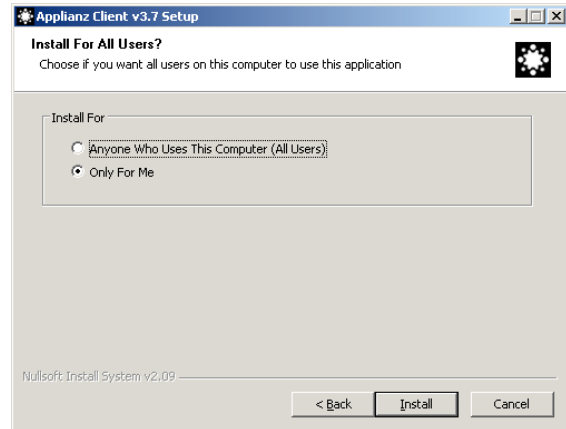 Applianz Client v3.7 Setup
Install For All Users?
Choose if you want all users on this computer to use this application
Install For
Anyone Who Uses This Computer (All Users)
Only For Me
Nullsoft Install System v2.09
< Back
Install
Cancel